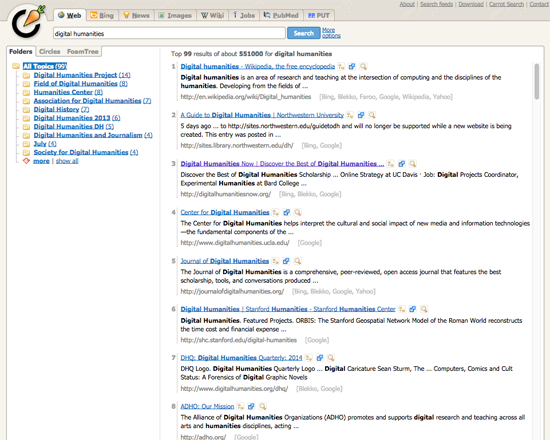 About | Search feeds | Download | Carrot Search | Contact
Web Bing News Images Wiki Jobs PubMed PUT
digital humanities Search More options
Folders Circles FoamTree
Top 99 results of about 551000 for digital humanities
All Topics (99)
Digital Humanities Project (14)
Field of Digital Humanities (8)
Humanities Center (8)
Association for Digital Humanities (7)
Digital History (7)
Digital Humanities 2013 (6)
Digital Humanities DH (5)
Digital Humanities and Journalism (4)
July (4)
Society for Digital Humanities (4)
more | show all
1 Digital humanities - Wikipedia, the free encyclopedia
Digital humanities is an area of research and teaching at the intersection of computing and the disciplines of the
humanities. Developing from the fields of ...
http://en.wikipedia.org/wiki/Digital_humanities [Bing, Blekko, Faroo, Google, Wikipedia, Yahoo]
2 A Guide to Digital Humanities | Northwestern University
5 days ago ... to http://sites.northwestern.edu/guidetodh and will no longer be supported while a new website is being
created. This entry was posted in ...
http://sites.library.northwestern.edu/dh/ [Bing, Google]
3 Digital Humanities Now | Discover the Best of Digital Humanities ...
Discover the Best of Digital Humanities Scholarship ... Online Strategy at UC Davis · Job: Digital Projects Coordinator,
Experimental Humanities at Bard College ...
http://digitalhumanitiesnow.org/ [Bing, Blekko, Google, Yahoo]
4 Center for Digital Humanities
The Center for Digital Humanities helps interpret the cultural and social impact of new media and information technologies
—the fundamental components of the ...
http://www.digitalhumanities.ucla.edu/ [Google]
5 Journal of Digital Humanities
The Journal of Digital Humanities is a comprehensive, peer-reviewed, open access journal that features the best
scholarship, tools, and conversations produced ...
http://journalofdigitalhumanities.org/ [Bing, Blekko, Google, Yahoo]
6 Digital Humanities | Stanford Humanities - Stanford Humanities Center
Digital Humanities. Featured Projects. ORBIS: The Stanford Geospatial Network Model of the Roman World reconstructs
the time cost and financial expense ...
http://shc.stanford.edu/digital-humanities [Google]
7 DHQ: Digital Humanities Quarterly: 2014
DHQ Logo. Digital Humanities Quarterly Logo ... Digital Caricature Sean Sturm, The ... Computers, Comics and Cult
Status: A Forensics of Digital Graphic Novels
http://www.digitalhumanities.org/dhq/ [Bing, Blekko, Google]
8 ADHO: Our Mission
The Alliance of Digital Humanities Organizations (ADHO) promotes and supports digital research and teaching across all
arts and humanities disciplines, acting ...
http://adho.org/ [Google]